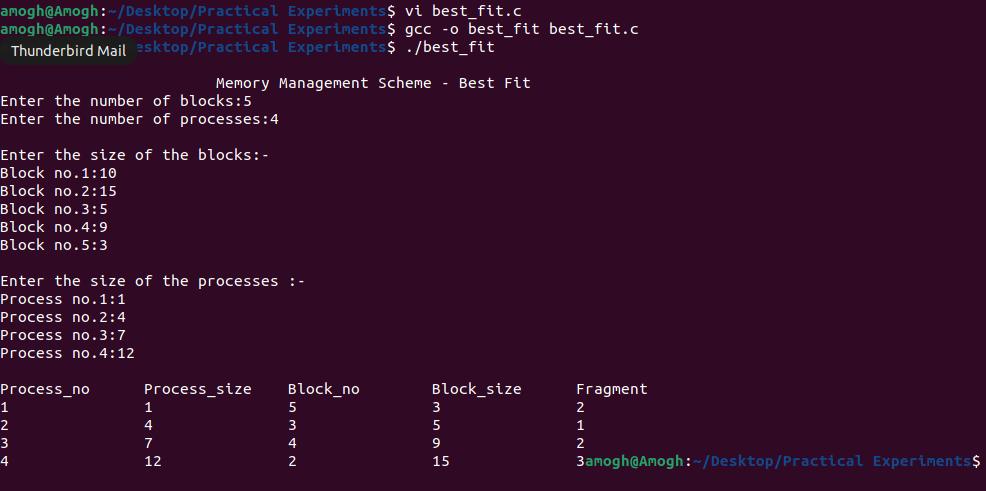 amogh@Amogh:~/Desktop/Practical Experiments$ vi best_fit.c
amogh@Amogh:~/Desktop/Practical Experiments$ gcc -o best_fit best_fit.c
Thunderbird Mail esktop/Practical Experiments$ ./best_fit
Memory Management Scheme - Best Fit
Enter the number of blocks:5
Enter the number of processes:4
Enter the size of the blocks:-
Block no.1:10
Block no.2:15
Block no.3:5
Block no.4:9
Block no.5:3
Enter the size of the processes :-
Process no.1:1
Process no.2:4
Process no.3:7
Process no.4:12
Process_no Process_size Block_no Block_size Fragment
1 1 5 3 2
2 4 3 5 1
3 7 4 9 2
4 12 2 15 3amogh@Amogh:~/Desktop/Practical Experiments$